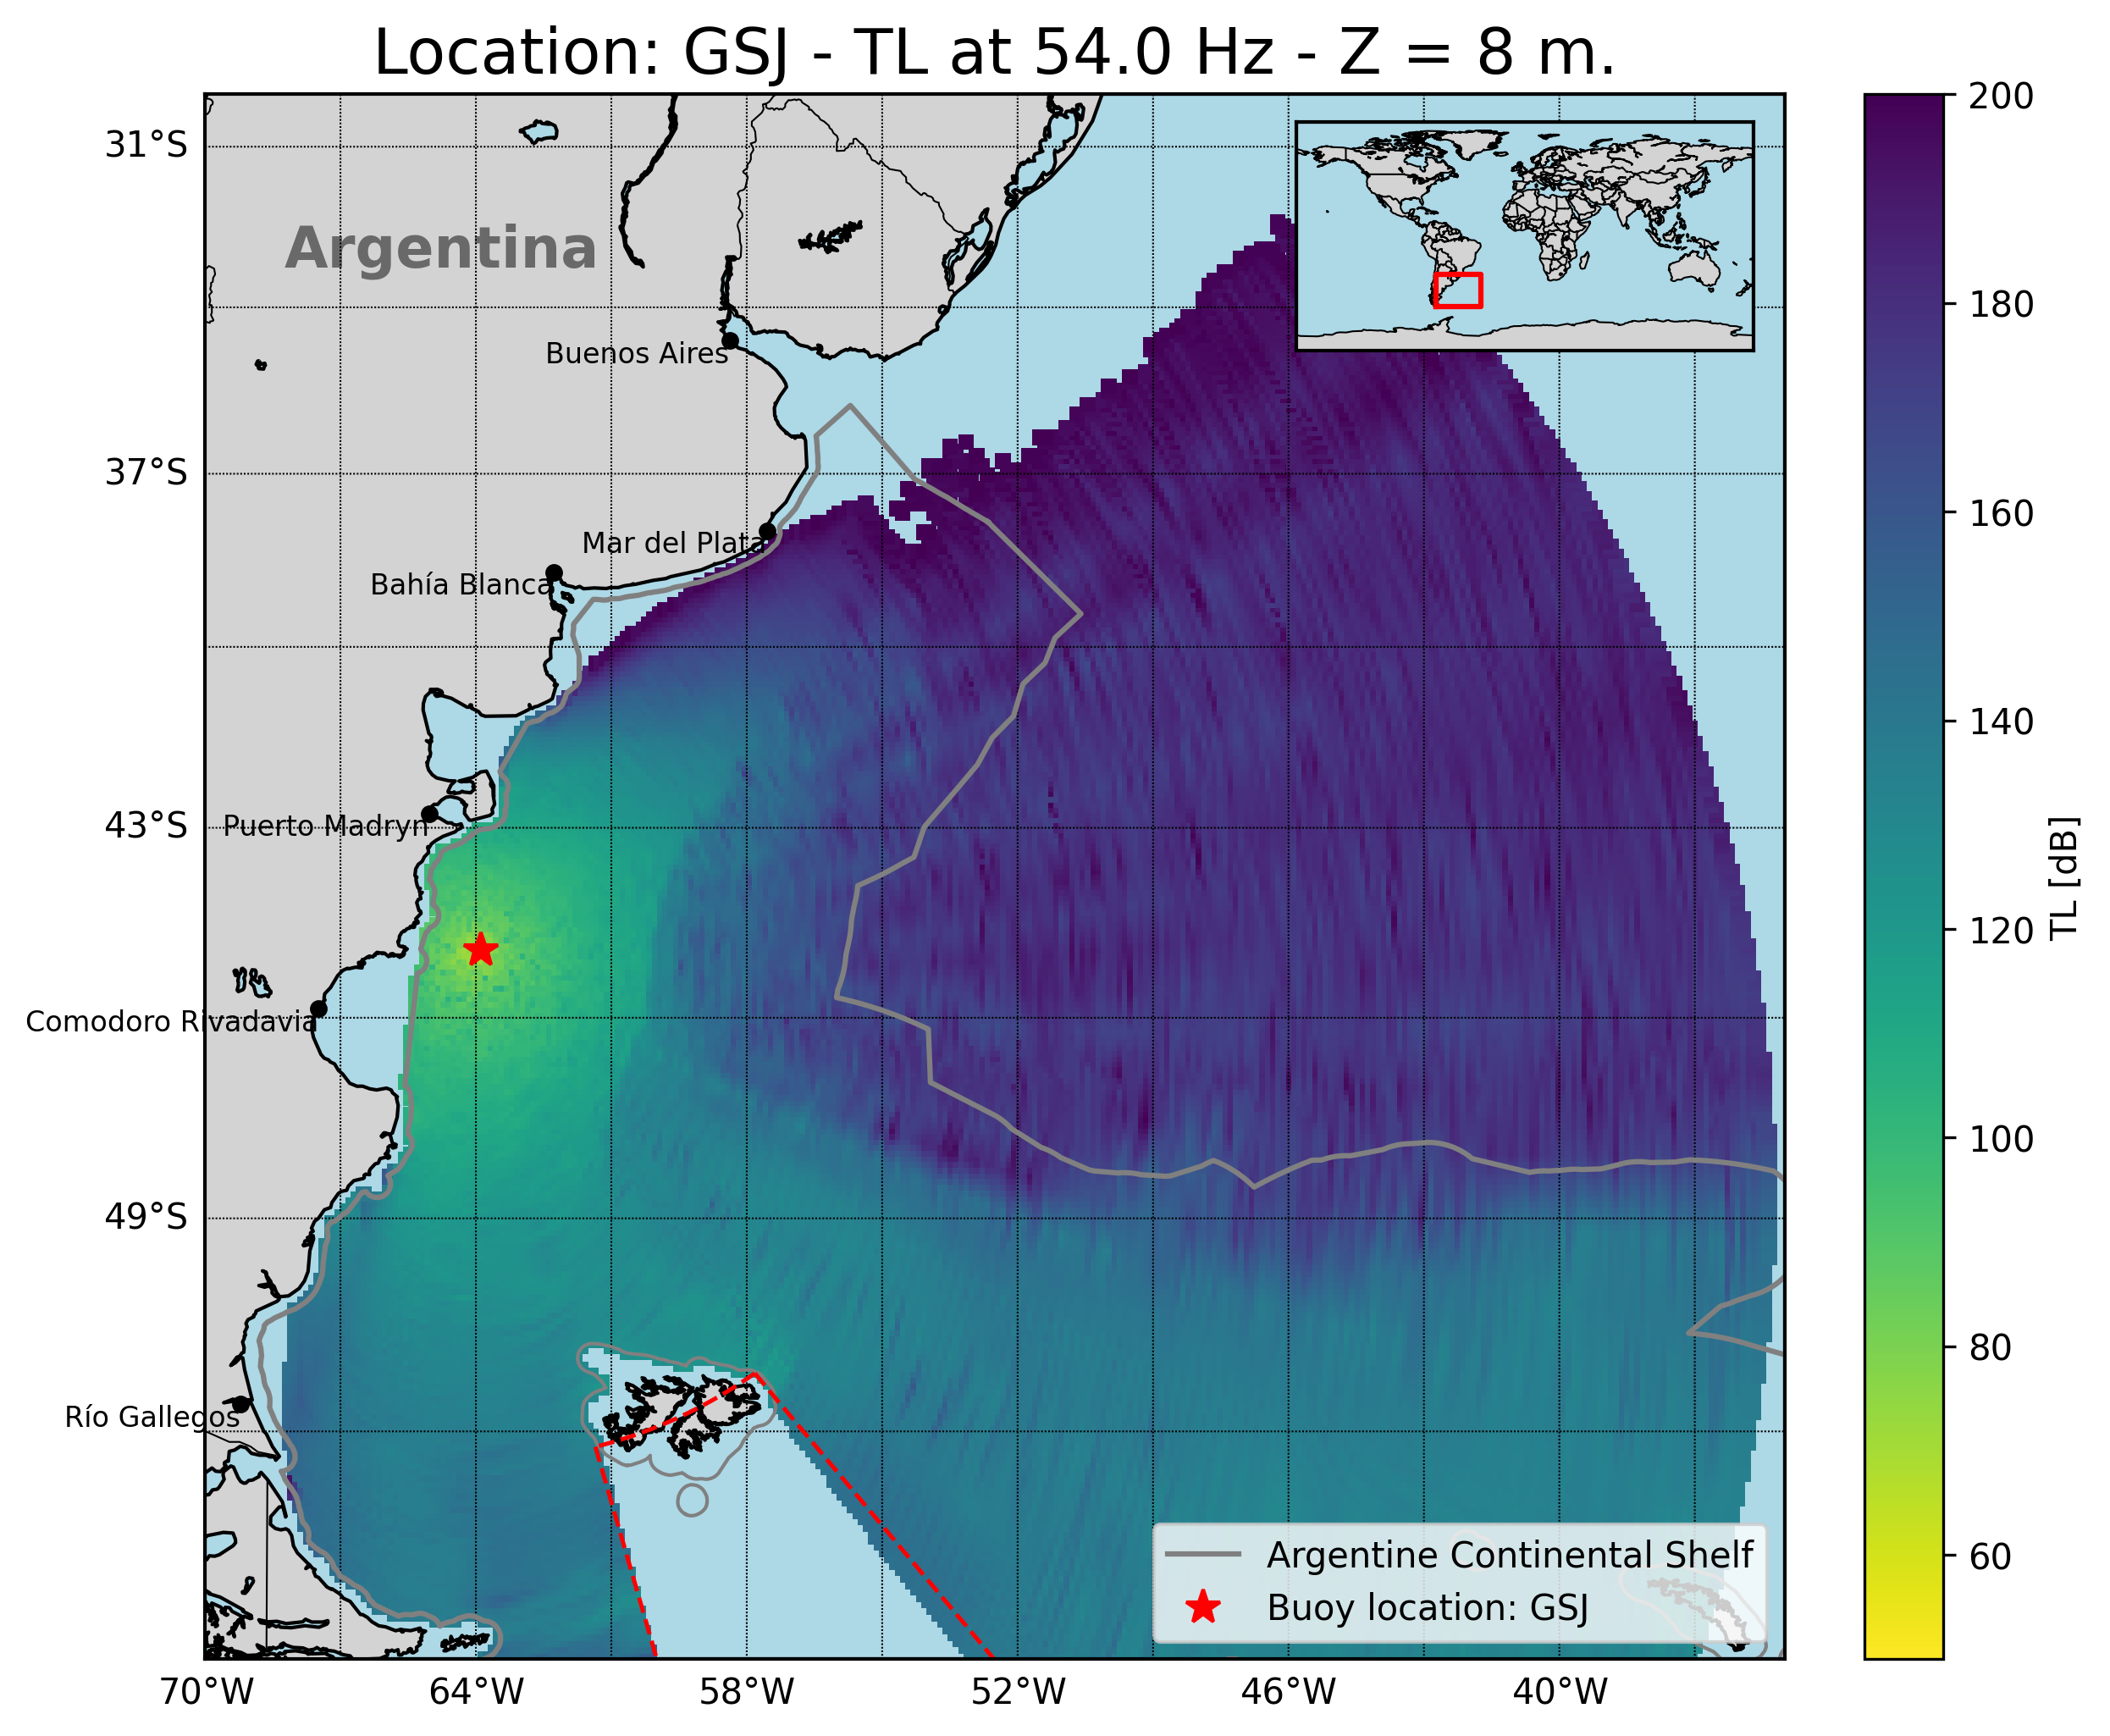 Location: GSJ - TL at 54.0 Hz - Z = 8 m.
31°S
37°S
43°S
49°S
Argentina
Buenos Aires
Mar del Plata
Bahía Blanca
Puerto Madryn
Comodoro Rivadavia
Río Gallegos
Argentine Continental Shelf
Buoy location: GSJ
70°W
64°W
58°W
52°W
46°W
40°W
200
180
160
140
120
100
80
60
TL [dB]